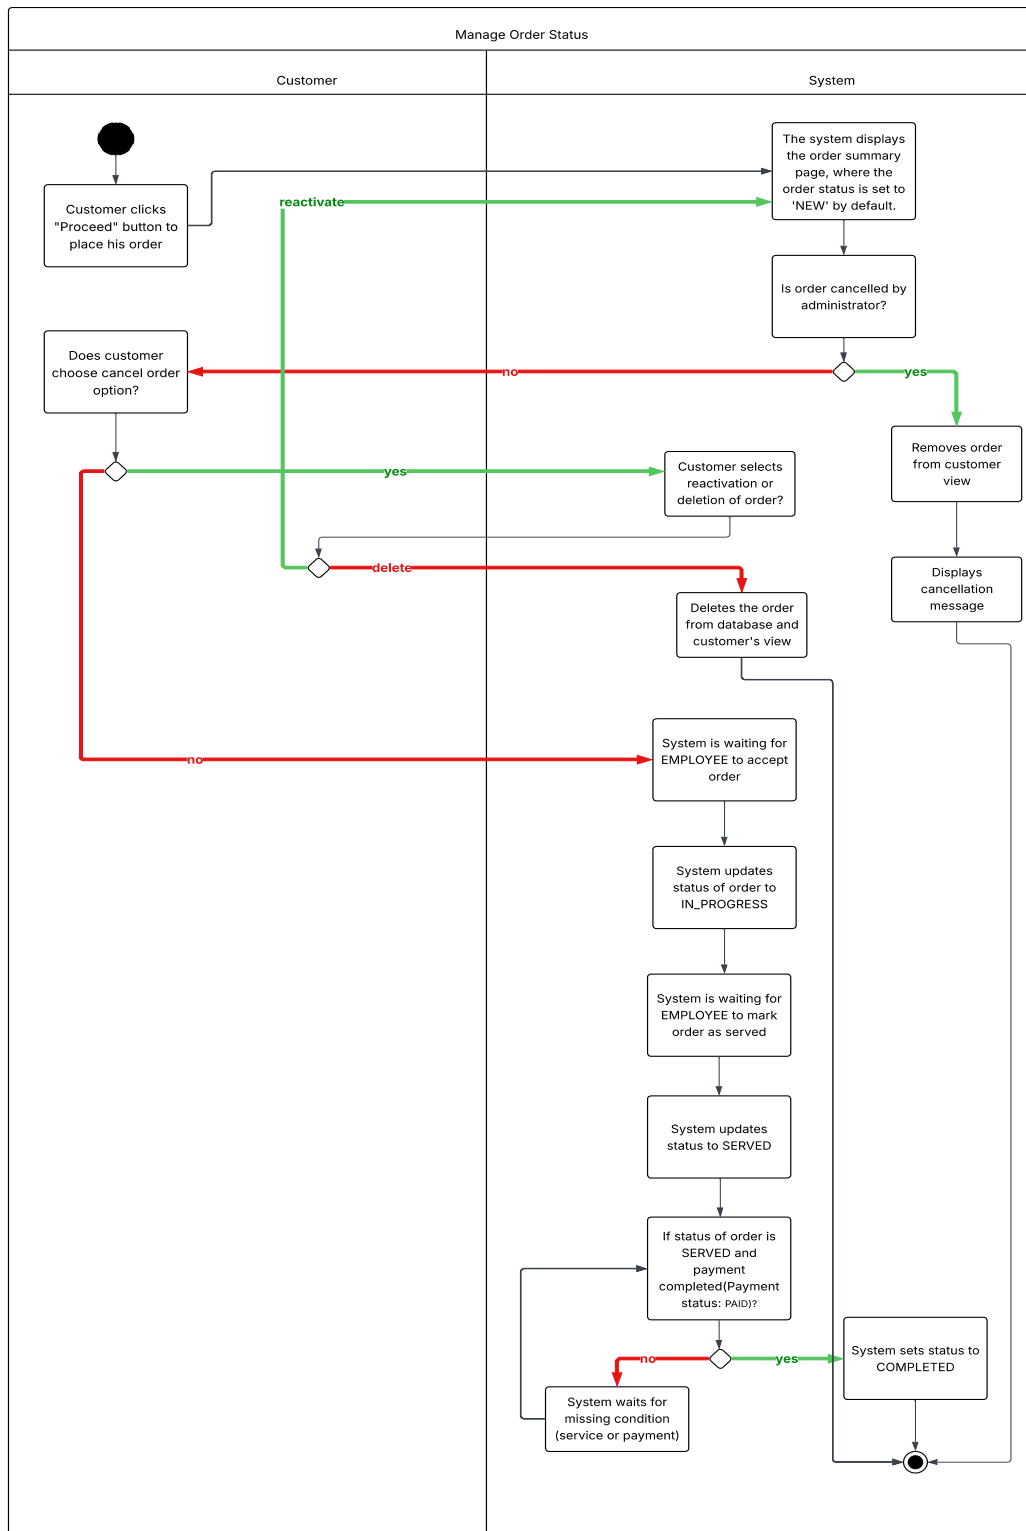 Manage Order Status
Customer
System
The system displays
the order summary
page, where the
order status is set to
'NEW' by default.
Customer clicks
"Proceed" button to
place his order
reactivate
Is order cancelled by
administrator?
Does customer
choose cancel order
option?
no
yes
Removes order
from customer
view
yes
Customer selects
reactivation or
deletion of order?
Displays
cancellation
message
delete
Deletes the order
from database and
customer's view
no
System is waiting for
EMPLOYEE to accept
order
System updates
status of order to
IN_PROGRESS
System is waiting for
EMPLOYEE to mark
order as served
System updates
status to SERVED
If status of order is
SERVED and
payment
completed(Payment
status: PAID)?
no
yes
System sets status to
COMPLETED
System waits for
missing condition
(service or payment)